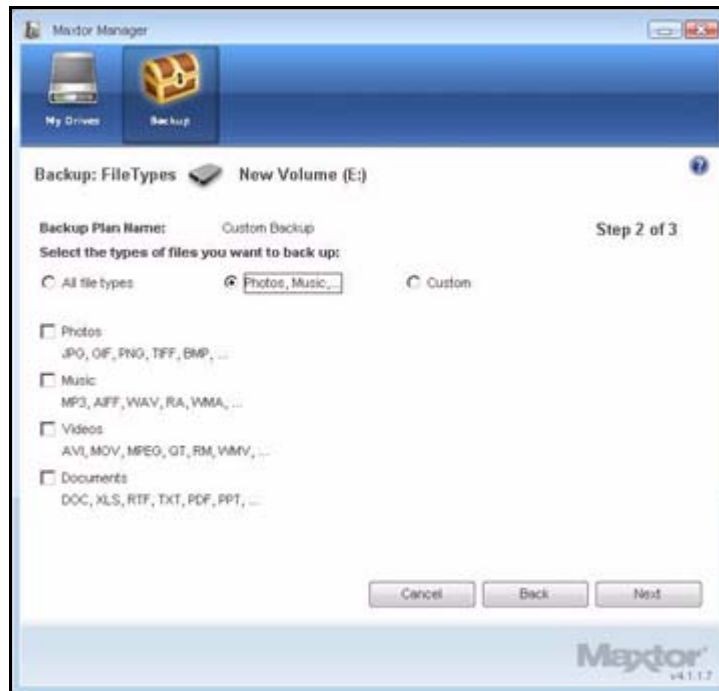 Maxtor Manager
My Drives
Backup
Backup: FileTypes New Volume (E:)
Backup Plan Name: Custom Backup
Step 2 of 3
Select the types of files you want to back up:
All file types Photos, Music,... Custom
Photos
JPG, GIF, PNG, TIFF, BMP, ...
Music
MP3, AIFF, WAV, RA, WMA, ...
Videos
AVI, MOV, MPEG, QT, RM, WMV, ...
Documents
DOC, XLS, RTF, TXT, PDF, PPT, ...
Cancel Back Next
Maxtor
v4.1.1.7